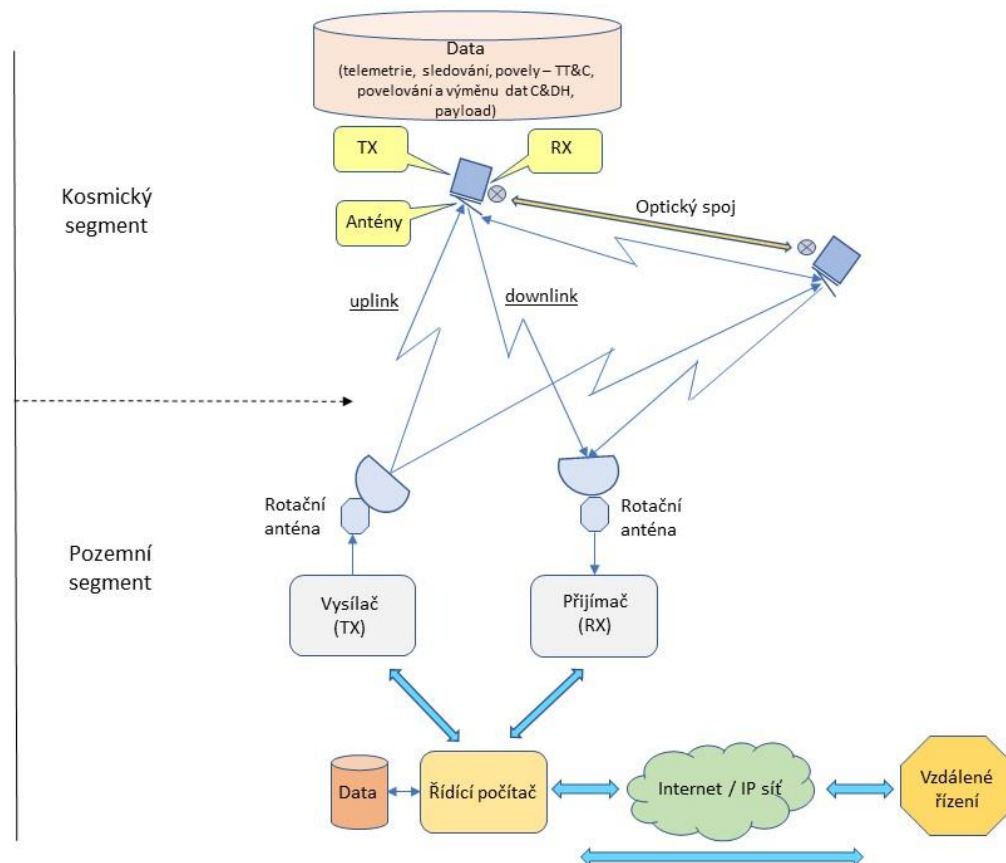 Data
(telemetrie, sledování, povely – TT&C,
povelování a výměnu dat C&DH,
payload)
TX
RX
Kosmický
segment
Antény
Optický spoj
uplink
downlink
Rotační
anténa
Rotační
anténa
Pozemní
segment
Vysílač
(TX)
Přijímač
(RX)
Data
Řídící počítač
Internet / IP síť
Vzdálené
řízení